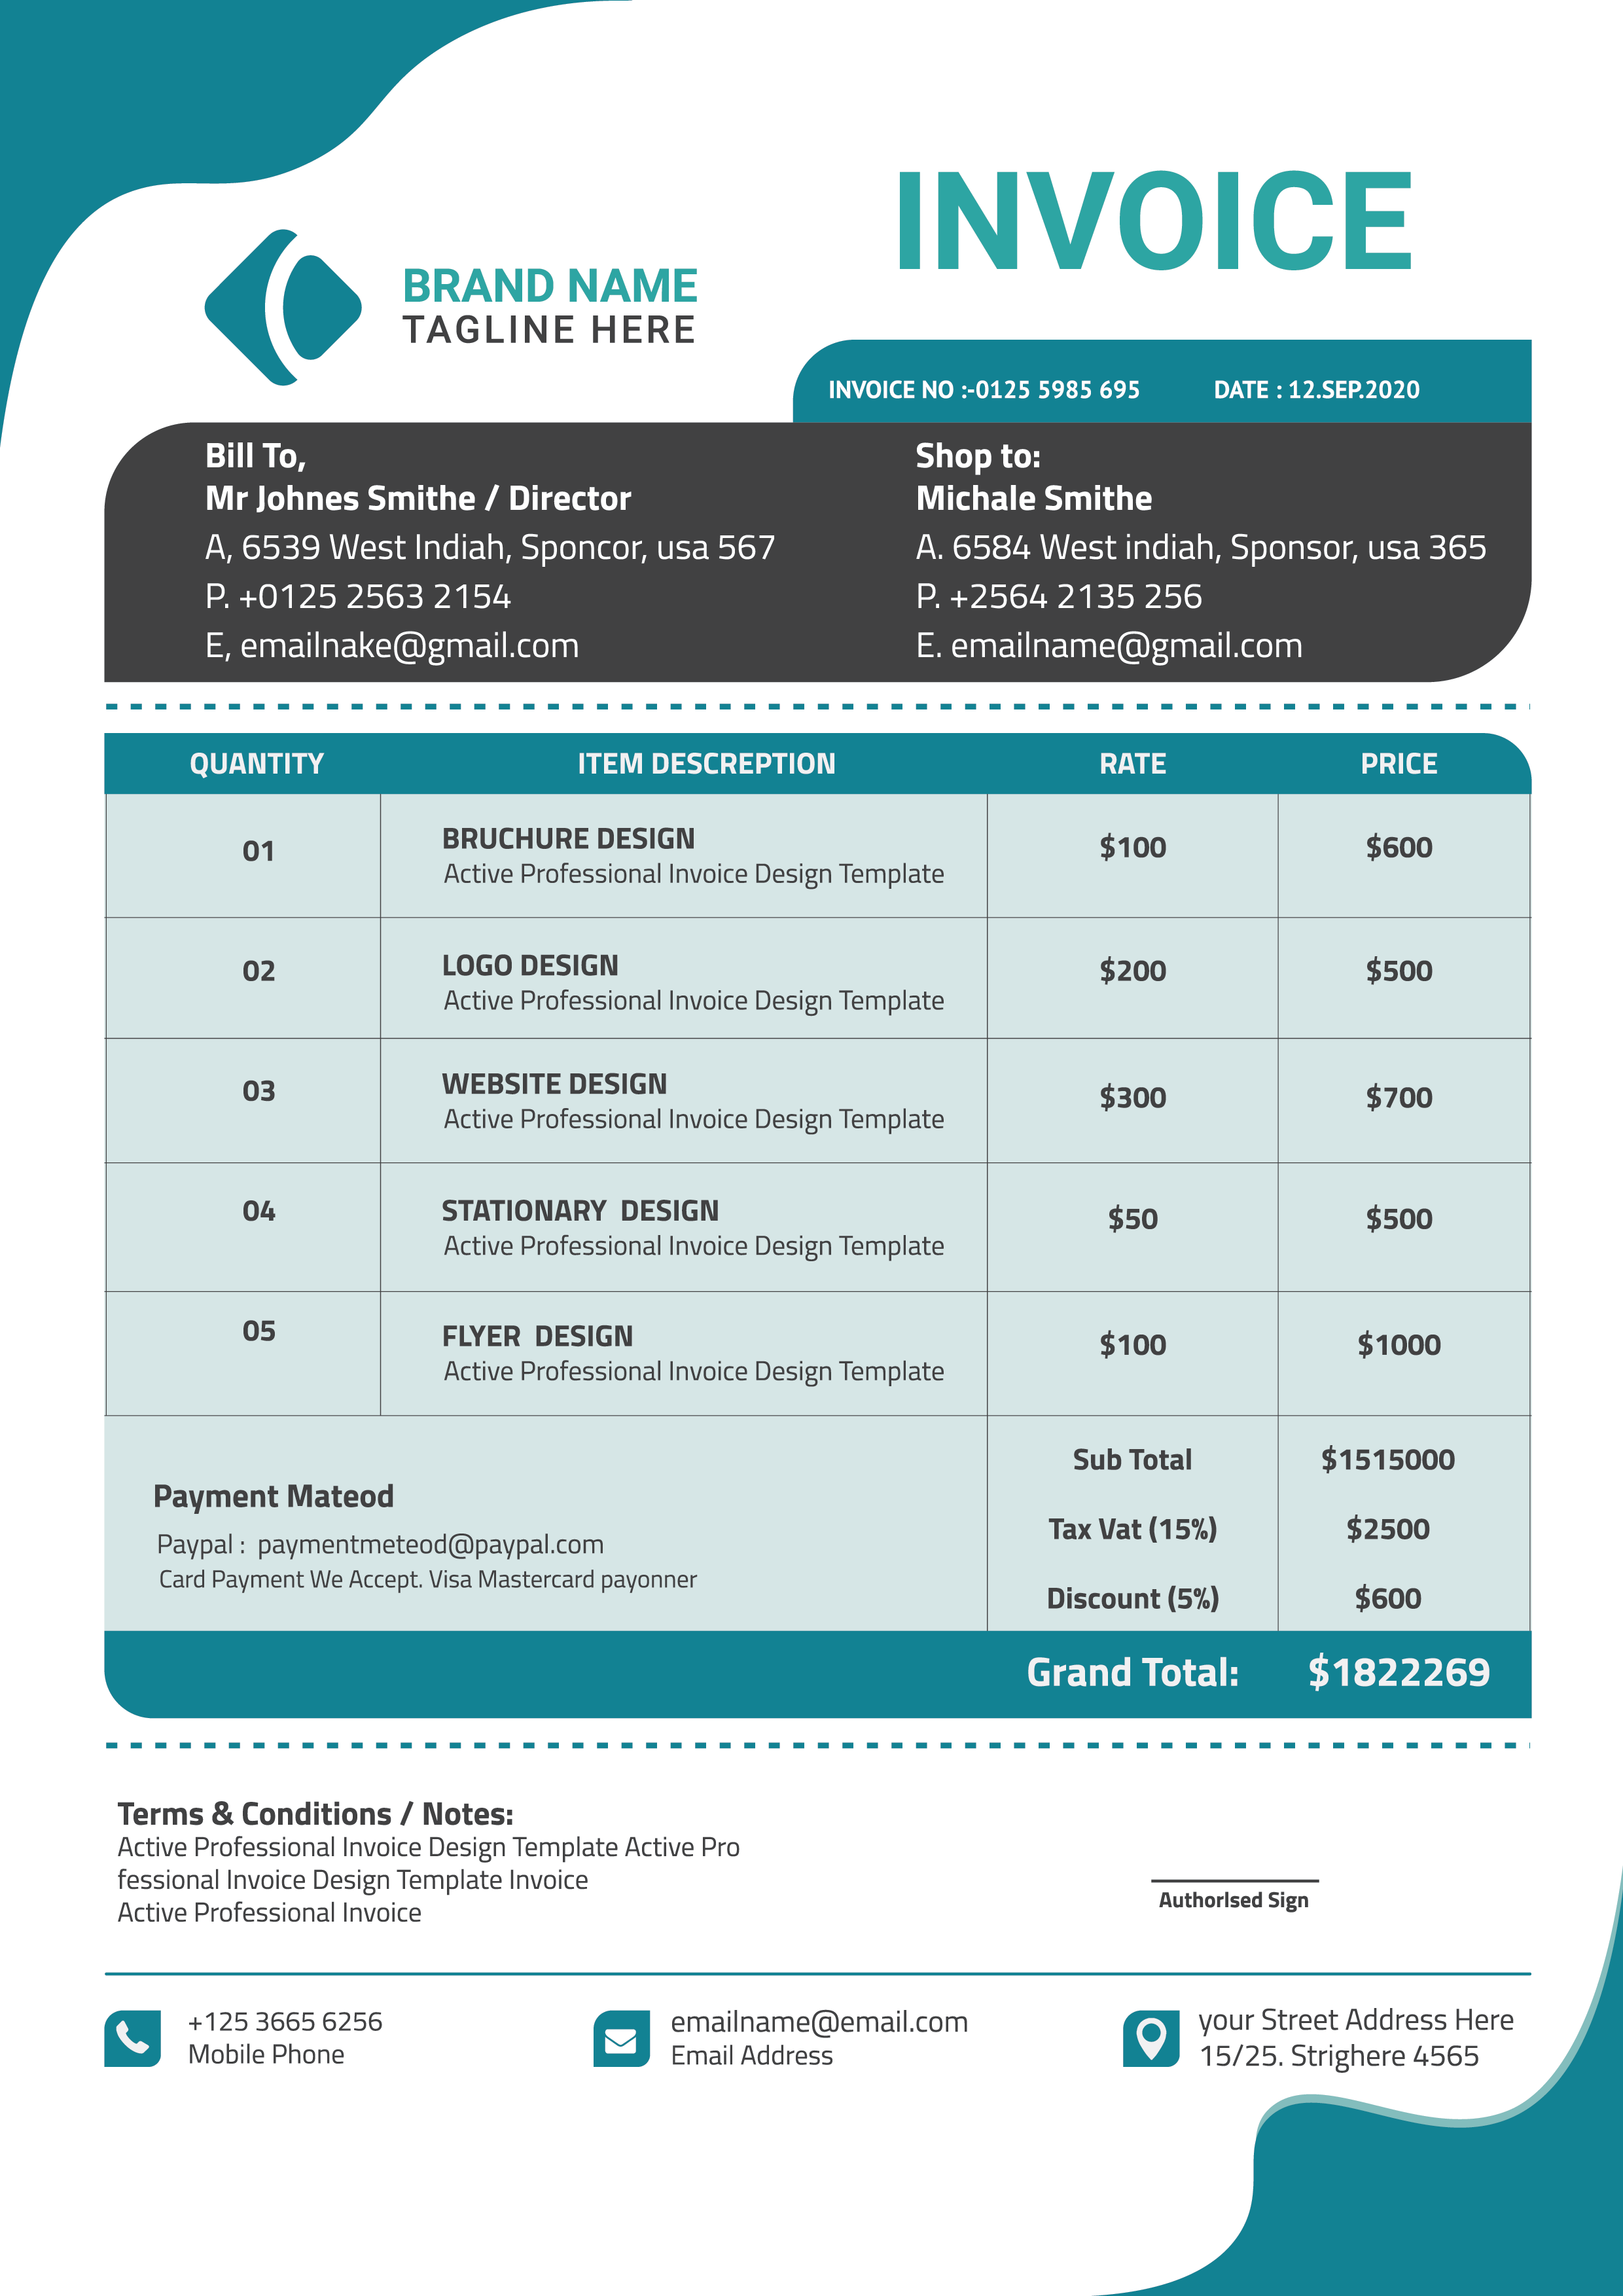 INVOICE
BRAND NAME
TAGLINE HERE
INVOICE NO :-0125 5985 695 DATE : 12.SEP.2020
Bill To,
Mr Johnes Smithe / Director
A, 6539 West Indiah, Sponcor, usa 567
P. +0125 2563 2154
E, emailnake@gmail.com
Shop to:
Michale Smithe
A. 6584 West indiah, Sponsor, usa 365
P. +2564 2135 256
E. emailname@gmail.com
QUANTITY ITEM DESCREPTION RATE PRICE
01 BRUCHURE DESIGN $100 $600
Active Professional Invoice Design Template
02 LOGO DESIGN $200 $500
Active Professional Invoice Design Template
03 WEBSITE DESIGN $300 $700
Active Professional Invoice Design Template
04 STATIONARY DESIGN $50 $500
Active Professional Invoice Design Template
05 FLYER DESIGN $100 $1000
Active Professional Invoice Design Template
Payment Mateod
Paypal : paymentmeteod@paypal.com
Card Payment We Accept. Visa Mastercard payonner
Sub Total $1515000
Tax Vat (15%) $2500
Discount (5%) $600
Grand Total: $1822269
Terms & Conditions / Notes:
Active Professional Invoice Design Template Active Pro
fessional Invoice Design Template Invoice
Active Professional Invoice
Authorlsed Sign
+125 3665 6256
Mobile Phone
emailname@email.com
Email Address
your Street Address Here
15/25. Strighere 4565